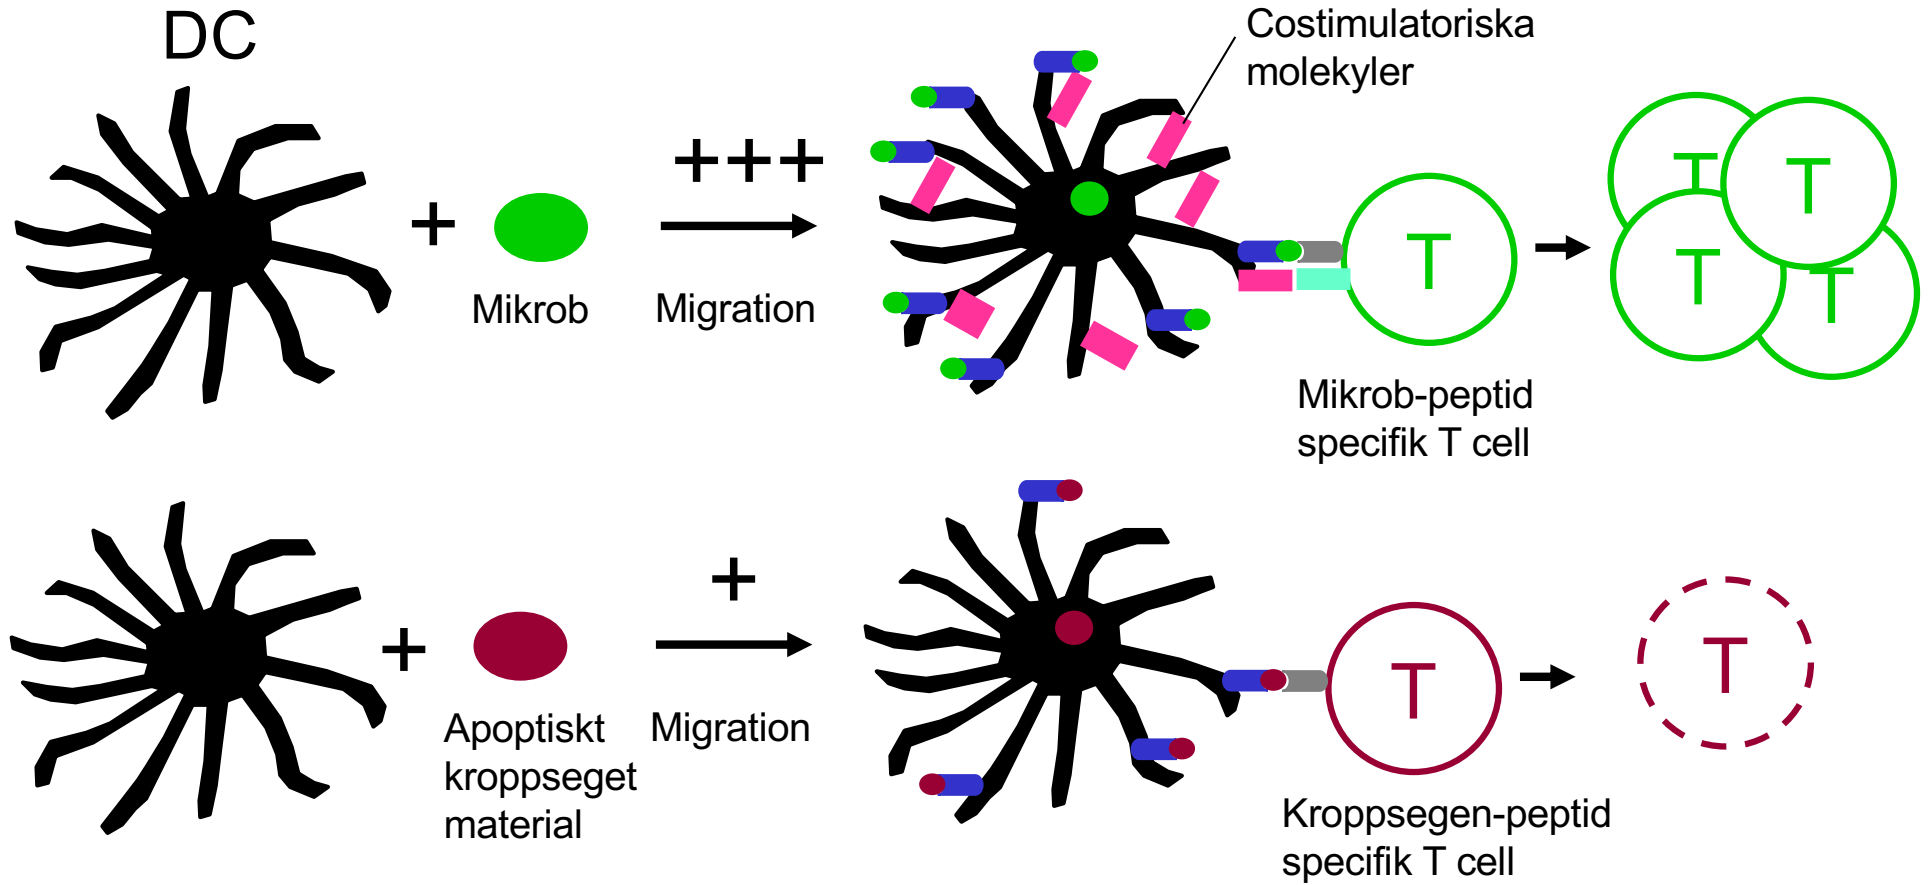 DC
Costimulatoriska
molekyler
+++
+
Mikrob
Migration
T
T
T
T
T
Mikrob-peptid
specifik T cell
+
+
Apoptiskt
kroppseget
material
Migration
T
T
Kroppsegen-peptid
specifik T cell